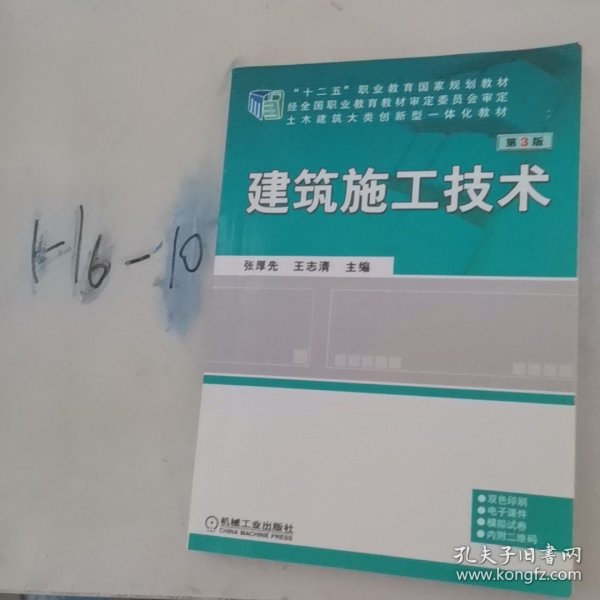 "十二五"职业教育国家规划教材
经全国职业教育教材审定委员会审定
土木建筑大类创新型一体化教材
第3版
建筑施工技术
张厚先 王志清 主编
1-16-10
●双色印刷
●电子课件
●模拟试卷
●内附二维码
机械工业出版社
CHINA MACHINE PRESS
孔夫子旧书网
www.kongfz.com